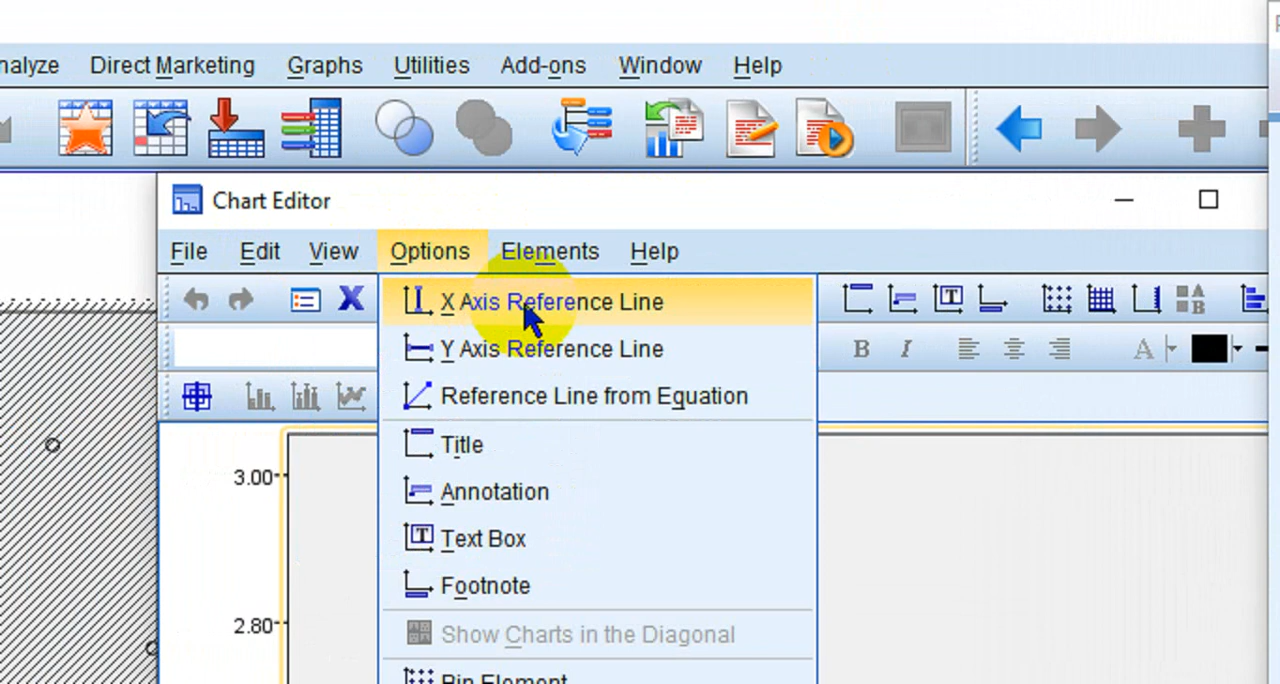 nalyze Direct Marketing Graphs Utilities Add-ons Window Help
Chart Editor
File Edit View Options Elements Help
X Axis Reference Line
Y Axis Reference Line
B I A
Reference Line from Equation
Title
3.00
Annotation
Text Box
Footnote
2.80
Show Charts in the Diagonal
Bin Element